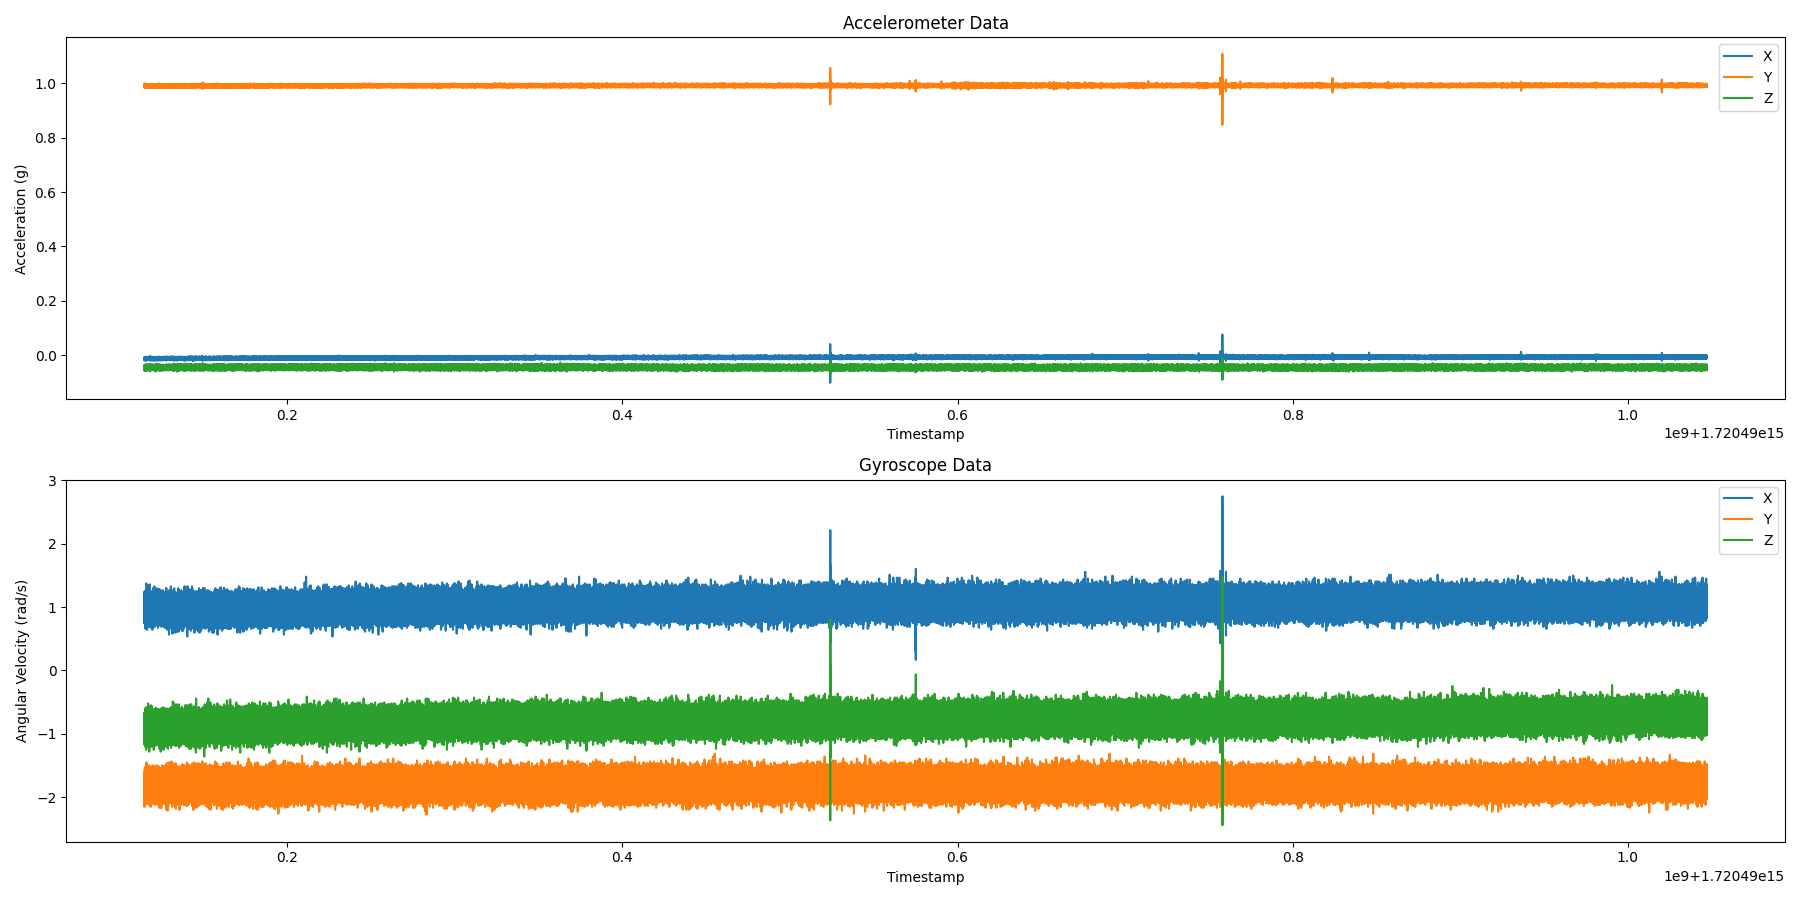 Accelerometer Data
Acceleration (g)
1.0
0.8
0.6
0.4
0.2
0.0
X
Y
Z
0.2 0.4 0.6 0.8 1.0
Timestamp
1e9+1.72049e15
Gyroscope Data
Angular Velocity (rad/s)
3
2
1
0
−1
−2
X
Y
Z
0.2 0.4 0.6 0.8 1.0
Timestamp
1e9+1.72049e15